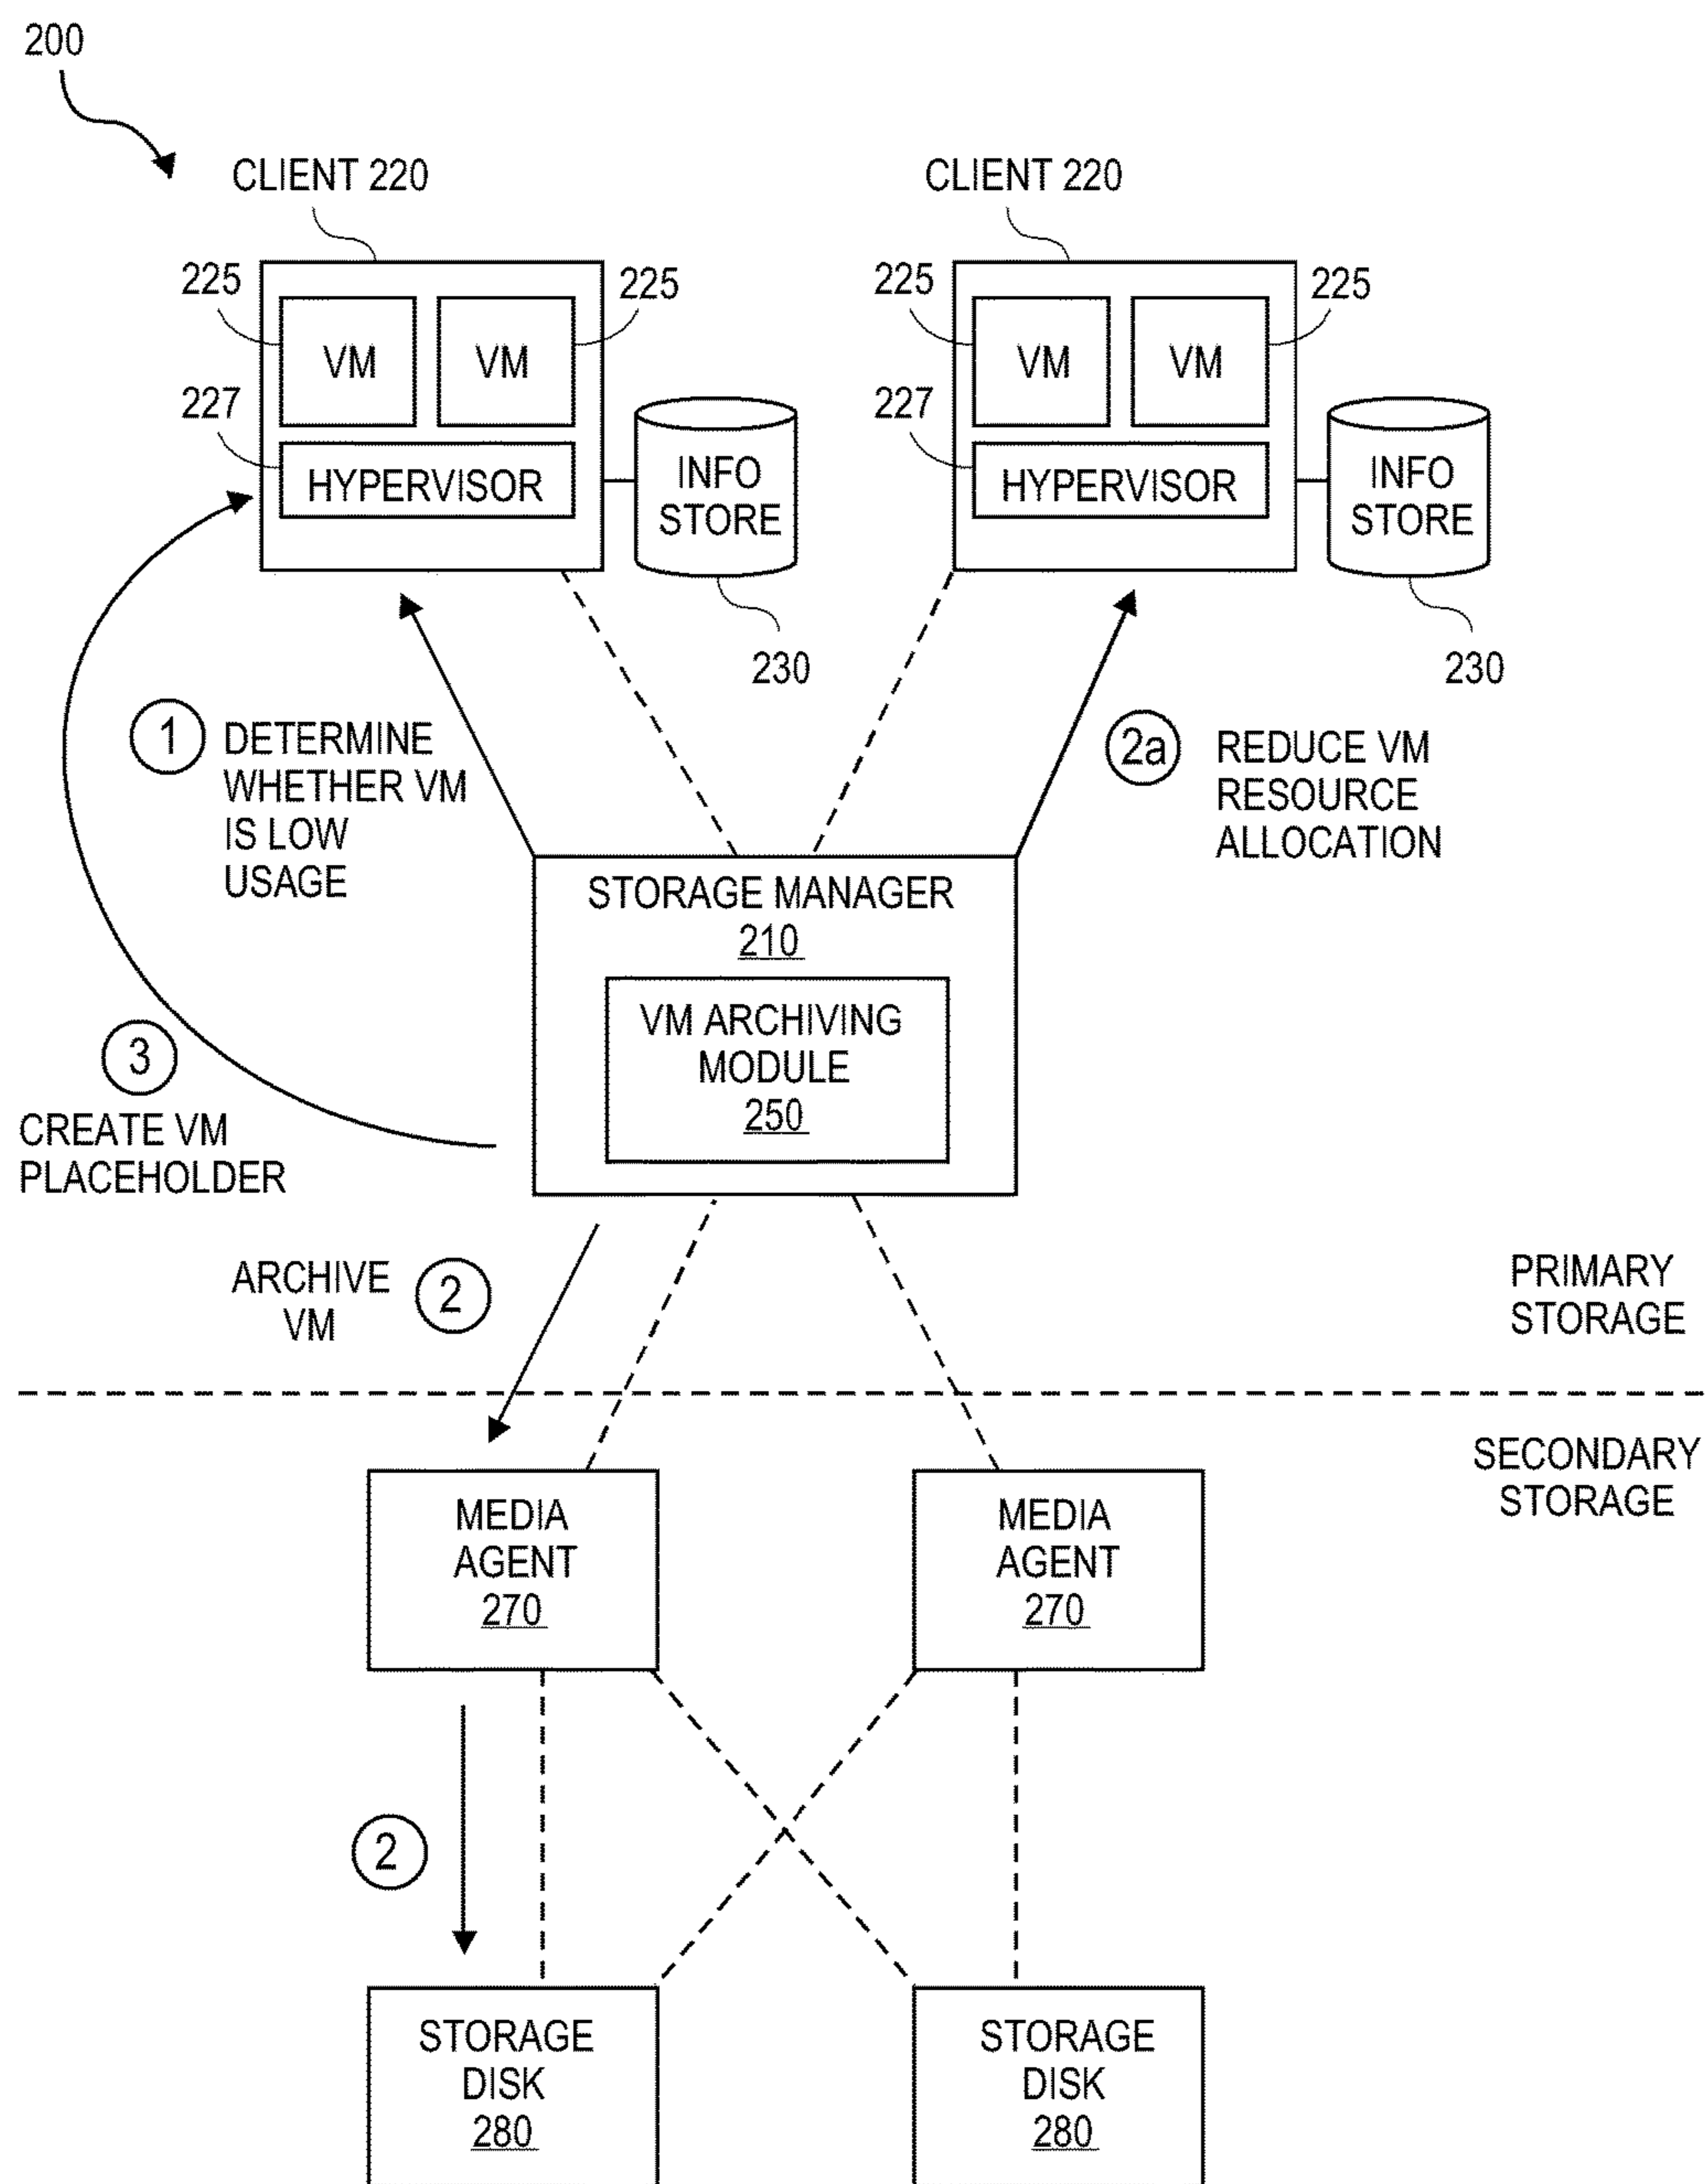 200
CLIENT 220
CLIENT 220
225
225
225
225
VM
VM
VM
VM
227
227
HYPERVISOR
HYPERVISOR
INFO
STORE
INFO
STORE
230
230
1
DETERMINE
WHETHER VM
IS LOW
USAGE
2a
REDUCE VM
RESOURCE
ALLOCATION
STORAGE MANAGER
210
VM ARCHIVING
MODULE
250
3
CREATE VM
PLACEHOLDER
ARCHIVE
VM
2
PRIMARY
STORAGE
SECONDARY
STORAGE
MEDIA
AGENT
270
MEDIA
AGENT
270
2
STORAGE
DISK
280
STORAGE
DISK
280